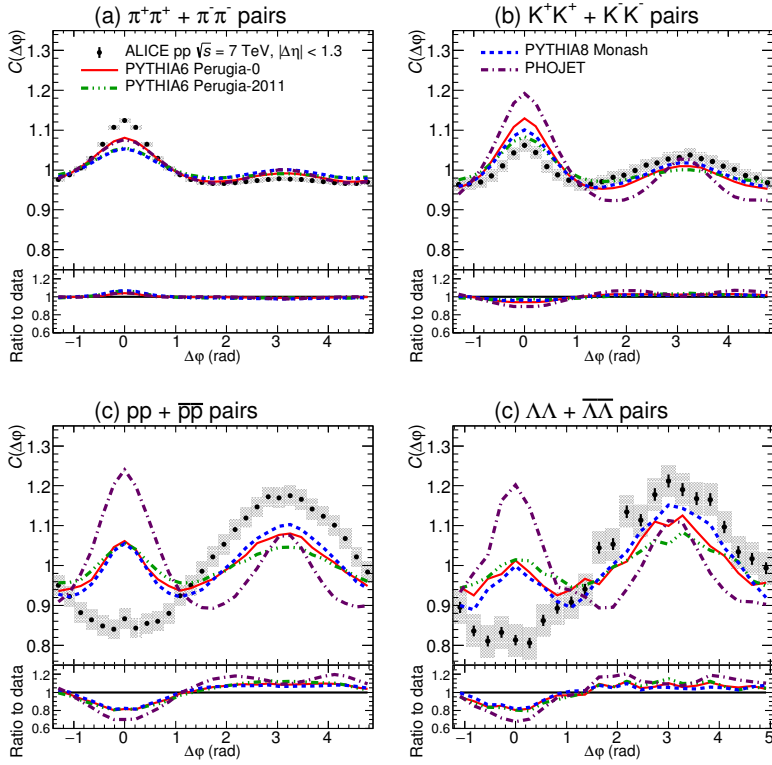 (a) π⁺π⁺ + π⁻π⁻ pairs
(b) K⁺K⁺ + K⁻K⁻ pairs
C(Δφ)
1.3
1.2
1.1
1
0.9
0.8
ALICE pp √s = 7 TeV, |Δη| < 1.3
PYTHIA6 Perugia-0
PYTHIA6 Perugia-2011
C(Δφ)
1.3
1.2
1.1
1
0.9
0.8
PYTHIA8 Monash
PHOJET
Ratio to data
1.2
1
0.8
0.6
−1 0 1 2 3 4
Δφ (rad)
Ratio to data
1.2
1
0.8
0.6
−1 0 1 2 3 4 5
Δφ (rad)
(c) pp + p̅p̅ pairs
(c) ΛΛ + Λ̅Λ̅ pairs
C(Δφ)
1.3
1.2
1.1
1
0.9
0.8
C(Δφ)
1.3
1.2
1.1
1
0.9
0.8
Ratio to data
1.2
1
0.8
0.6
−1 0 1 2 3 4
Δφ (rad)
Ratio to data
1.2
1
0.8
0.6
−1 0 1 2 3 4 5
Δφ (rad)